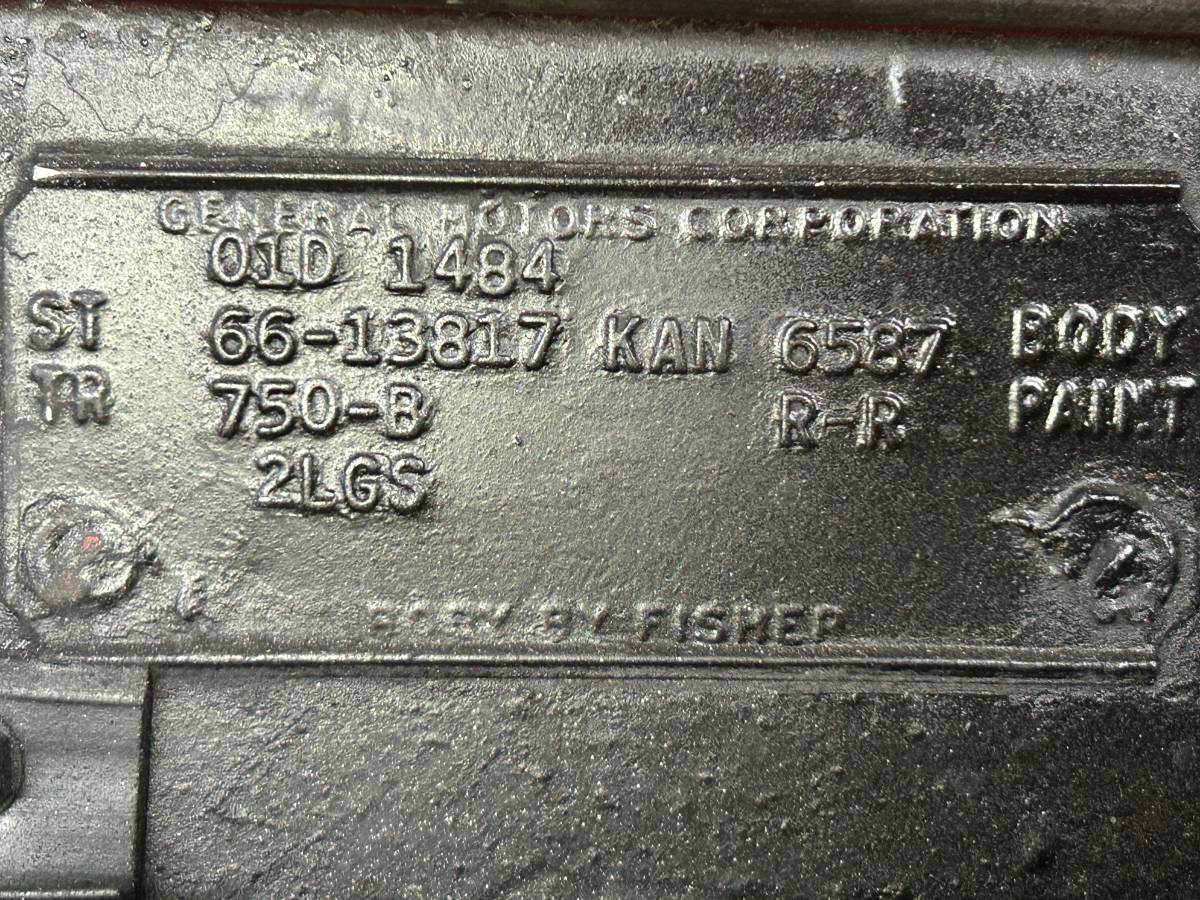 GENERAL MOTORS CORPORATION
01D 1484
ST 66-13817 KAN 6587 BODY
TR 750-B R-R PAINT
2LGS
BODY BY FISHER